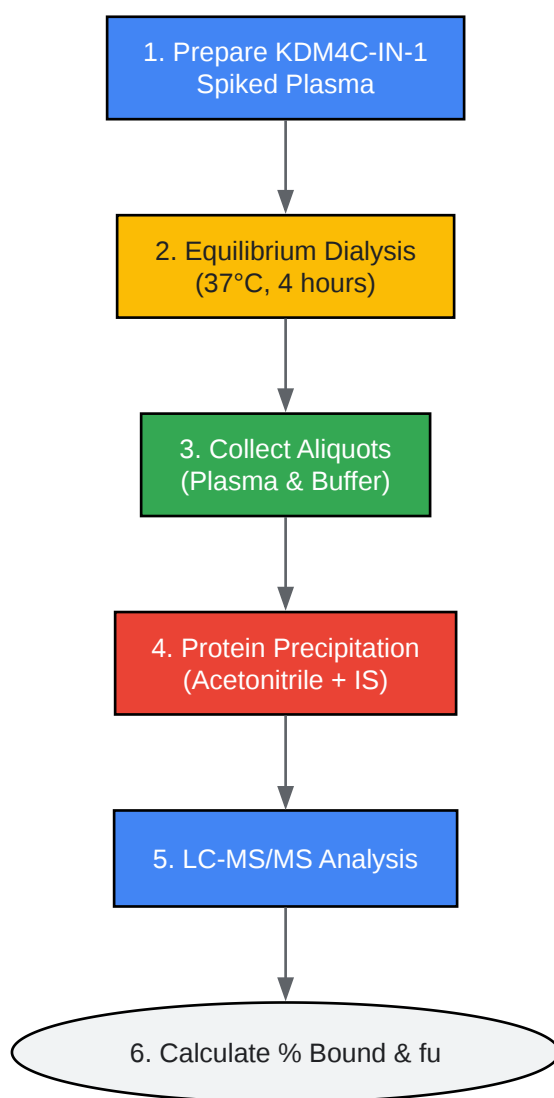 1. Prepare KDM4C-IN-1
Spiked Plasma
2. Equilibrium Dialysis
(37°C, 4 hours)
3. Collect Aliquots
(Plasma & Buffer)
4. Protein Precipitation
(Acetonitrile + IS)
5. LC-MS/MS Analysis
6. Calculate % Bound & fu